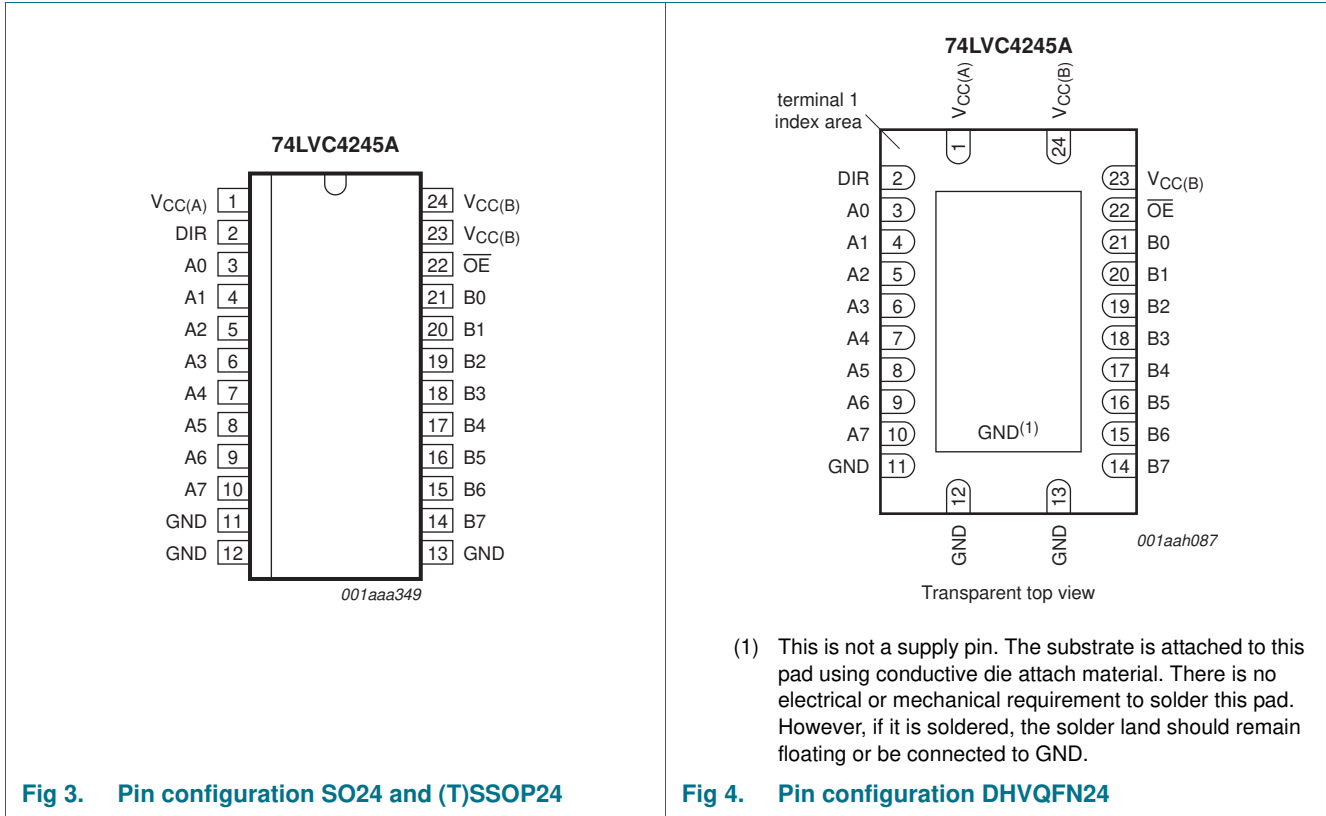 74LVC4245A
VCC(A) 1 24 VCC(B)
DIR 2 23 VCC(B)
A0 3 22 OE
A1 4 21 B0
A2 5 20 B1
A3 6 19 B2
A4 7 18 B3
A5 8 17 B4
A6 9 16 B5
A7 10 15 B6
GND 11 14 B7
GND 12 13 GND
001aaa349
Fig 3. Pin configuration SO24 and (T)SSOP24
74LVC4245A
VCC(A) VCC(B)
terminal 1
index area
1 24
DIR 2 23 VCC(B)
A0 3 22 OE
A1 4 21 B0
A2 5 20 B1
A3 6 19 B2
A4 7 18 B3
A5 8 17 B4
A6 9 16 B5
A7 10 GND(1) 15 B6
GND 11 14 B7
12 13
GND GND
001aah087
Transparent top view
(1) This is not a supply pin. The substrate is attached to this
pad using conductive die attach material. There is no
electrical or mechanical requirement to solder this pad.
However, if it is soldered, the solder land should remain
floating or be connected to GND.
Fig 4. Pin configuration DHVQFN24